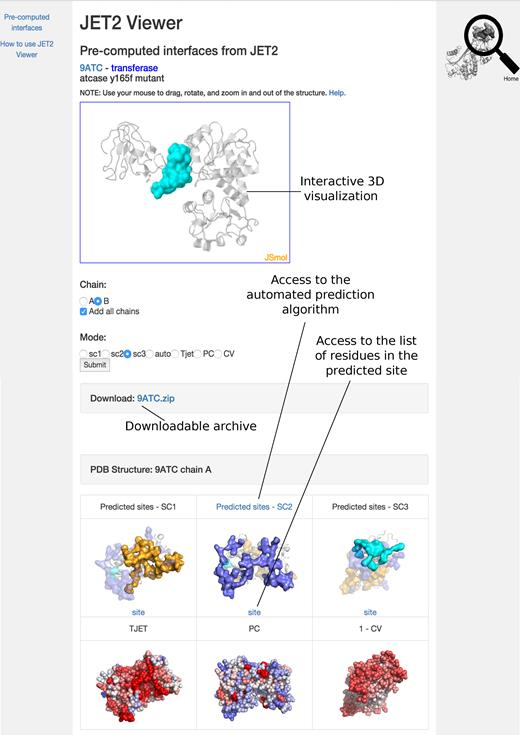 Pre-computed
interfaces
How to use JET2
Viewer
JET2 Viewer
Home
Pre-computed interfaces from JET2
9ATC - transferase
atcase y165f mutant
NOTE: Use your mouse to drag, rotate, and zoom in and out of the structure. Help.
Interactive 3D
visualization
JSmol
Chain:
A B
Add all chains
Access to the
automated prediction
algorithm
Mode:
sc1 sc2 sc3 auto Tjet PC CV
Submit
Access to the list
of residues in the
predicted site
Download: 9ATC.zip
Downloadable archive
PDB Structure: 9ATC chain A
Predicted sites - SC1 Predicted sites - SC2 Predicted sites - SC3
site site site
TJET PC 1 - CV